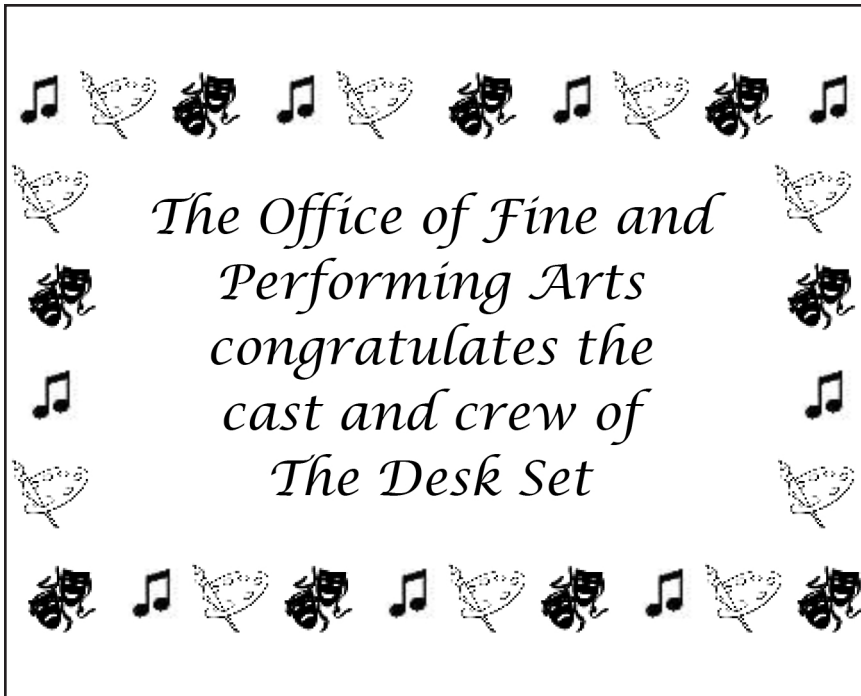 The Office of Fine and
Performing Arts
congratulates the
cast and crew of
The Desk Set